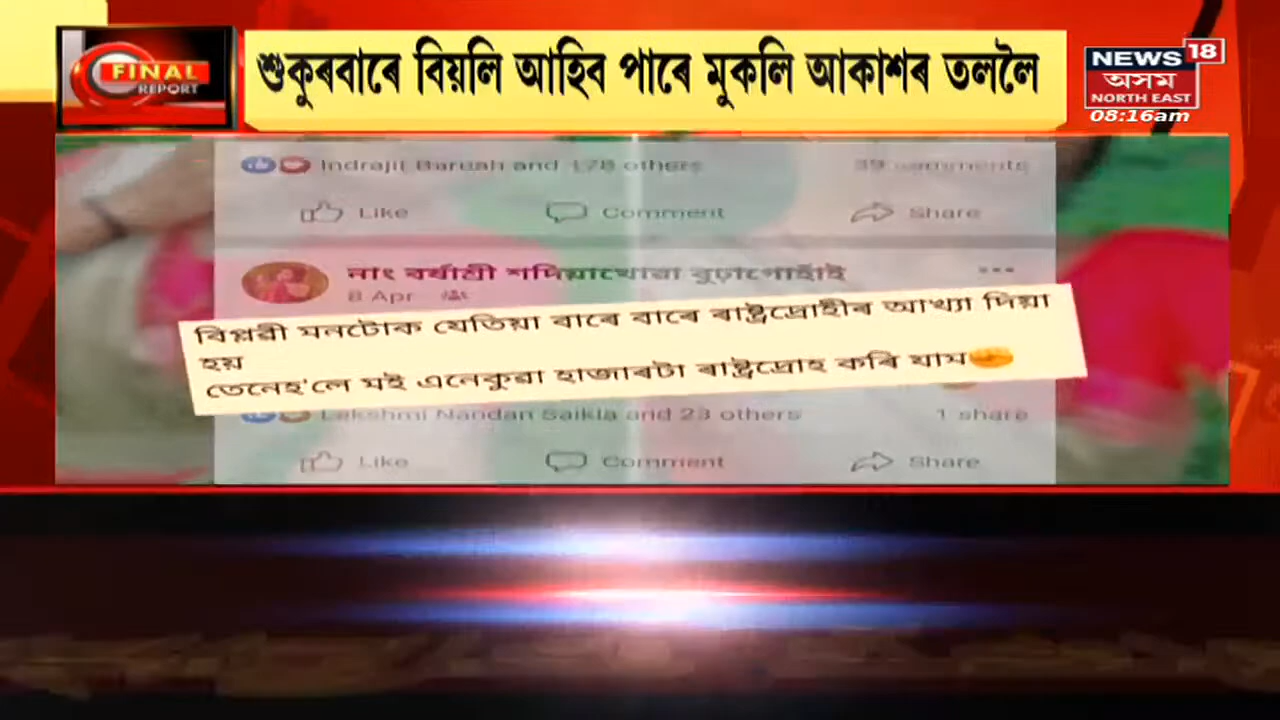 FINAL
REPORT
শুকুৰবাৰে বিয়লি আহিব পাৰে মুকলি আকাশৰ তললৈ
NEWS 18
অসম
NORTH EAST
08:16am
Indrajit Baruah and 178 others
39 comments
Like
Comment
Share
নাং বৰ্ষাশ্ৰী শদিয়াখোৱা বুঢ়াগোহাঁই
8 Apr
বিপ্লৱী মনটোক যেতিয়া বাৰে বাৰে ৰাষ্ট্ৰদ্ৰোহীৰ আখ্যা দিয়া
হয়
তেনেহ'লে মই এনেকুৱা হাজাৰটা ৰাষ্ট্ৰদ্ৰোহ কৰি যাম✊
Lakshmi Nandan Saikia and 23 others
1 share
Like
Comment
Share